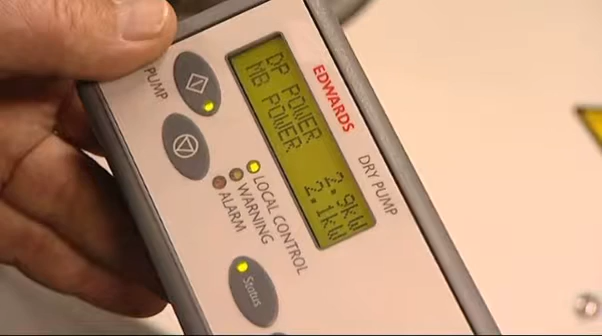 EDWARDS
DRY PUMP
DP POWER 2.9kW
MB POWER 2.1kW
PUMP
LOCAL CONTROL
WARNING
ALARM
Status